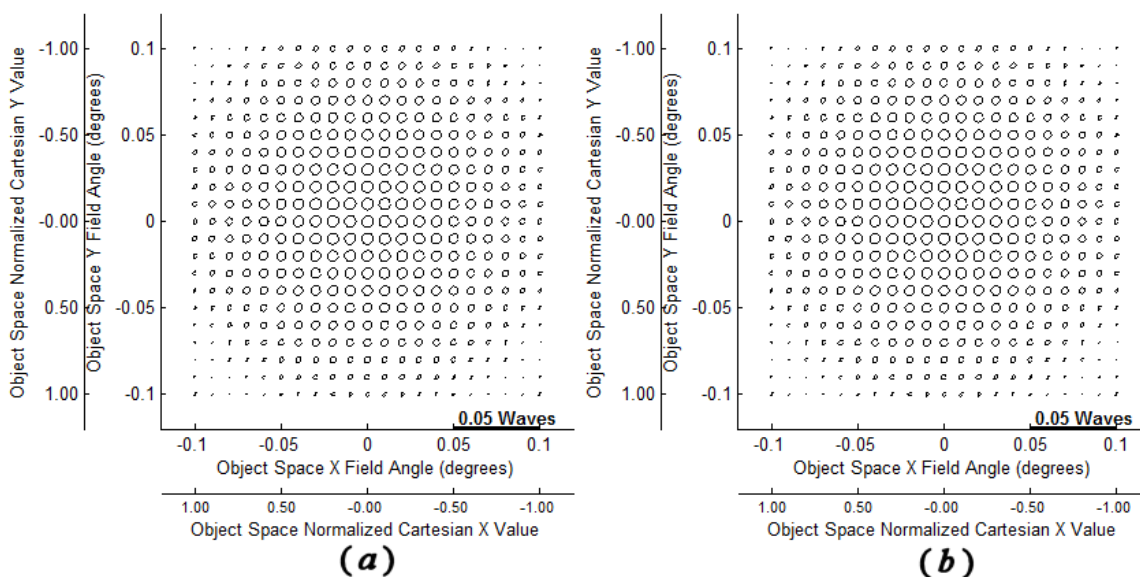 Object Space Normalized Cartesian Y Value
-1.00
-0.50
-0.00
0.50
1.00
Object Space Y Field Angle (degrees)
0.1
0.05
0
-0.05
-0.1
0.05 Waves
-0.1 -0.05 0 0.05 0.1
Object Space X Field Angle (degrees)
1.00 0.50 0 -0.50 -1.00
Object Space Normalized Cartesian X Value
(a)
Object Space Normalized Cartesian Y Value
-1.00
-0.50
-0.00
0.50
1.00
Object Space Y Field Angle (degrees)
0.1
0.05
0
-0.05
-0.1
0.05 Waves
-0.1 -0.05 0 0.05 0.1
Object Space X Field Angle (degrees)
1.00 0.50 0 -0.50 -1.00
Object Space Normalized Cartesian X Value
(b)